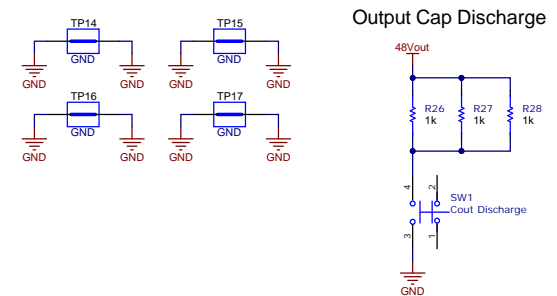 Output Cap Discharge
TP14
GND
GND
GND
TP15
GND
GND
GND
TP16
GND
GND
GND
TP17
GND
GND
GND
48Vout
R26
1k
R27
1k
R28
1k
4
2
SW1
Cout Discharge
3
1
GND